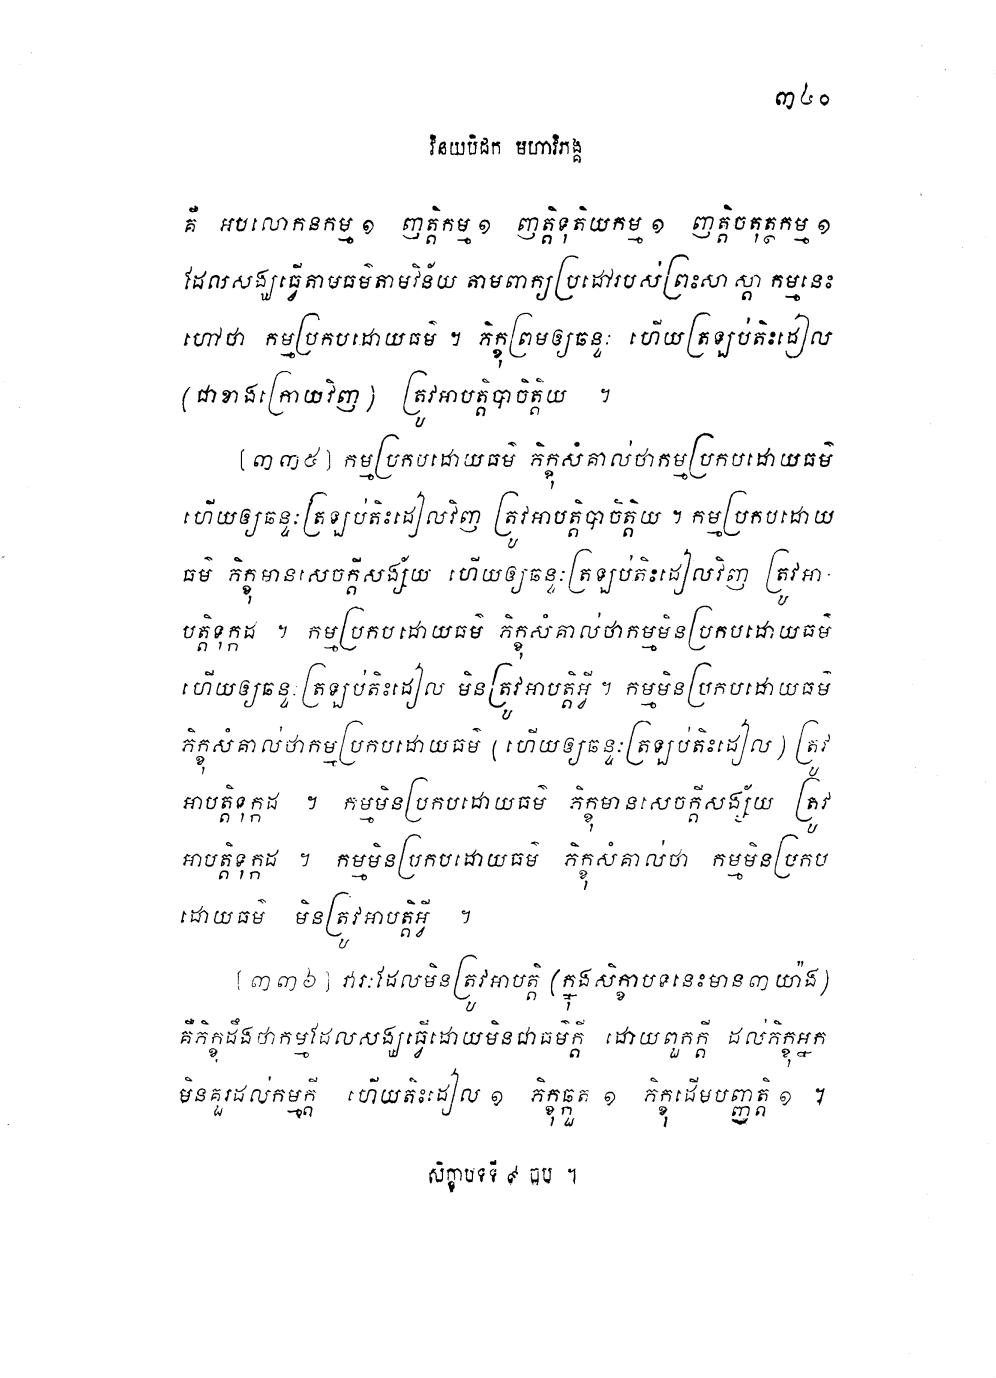 ៣៤០
វិនយបិដក មហាវិភង្គ
គឺ អបលោកនកម្ម ១ ញត្តិកម្ម ១ ញត្តិទុតិយកម្ម ១ ញត្តិចតុត្ថកម្ម ១
ដែលសង្ឃធ្វើតាមធម៌តាមវិន័យ តាមពាក្យប្រដៅរបស់ព្រះសាស្តា កម្មនេះ
ហៅថា កម្មប្រកបដោយធម៌ ។ ភិក្ខុព្រមឲ្យឆន្ទៈ ហើយត្រឡប់តិះដៀល
(ជាខាងក្រោយវិញ) ត្រូវអាបត្តិបាចិត្តិយ ។
[៣៣៥] កម្មប្រកបដោយធម៌ ភិក្ខុសំគាល់ថាកម្មប្រកបដោយធម៌
ហើយឲ្យឆន្ទៈត្រឡប់តិះដៀលវិញ ត្រូវអាបត្តិបាចិត្តិយ ។ កម្មប្រកបដោយ
ធម៌ ភិក្ខុមានសេចក្តីសង្ស័យ ហើយឲ្យឆន្ទៈត្រឡប់តិះដៀលវិញ ត្រូវអា-
បត្តិទុក្កដ ។ កម្មប្រកបដោយធម៌ ភិក្ខុសំគាល់ថាកម្មមិនប្រកបដោយធម៌
ហើយឲ្យឆន្ទៈត្រឡប់តិះដៀល មិនត្រូវអាបត្តិអ្វី ។ កម្មមិនប្រកបដោយធម៌
ភិក្ខុសំគាល់ថាកម្មប្រកបដោយធម៌ (ហើយឲ្យឆន្ទៈត្រឡប់តិះដៀល) ត្រូវ
អាបត្តិទុក្កដ ។ កម្មមិនប្រកបដោយធម៌ ភិក្ខុមានសេចក្តីសង្ស័យ ត្រូវ
អាបត្តិទុក្កដ ។ កម្មមិនប្រកបដោយធម៌ ភិក្ខុសំគាល់ថា កម្មមិនប្រកប
ដោយធម៌ មិនត្រូវអាបត្តិអ្វី ។
[៣៣៦] វារៈដែលមិនត្រូវអាបត្តិ (ក្នុងសិក្ខាបទនេះមាន៣យ៉ាង)
គឺភិក្ខុដឹងថាកម្មដែលសង្ឃធ្វើដោយមិនជាធម៌ក្តី ដោយពួកក្តី ដល់ភិក្ខុអ្នក
មិនគួរដល់កម្មក្តី ហើយតិះដៀល ១ ភិក្ខុឆ្កួត ១ ភិក្ខុដើមបញ្ញត្តិ ១ ។
សិក្ខាបទទី ៩ ចប់ ។